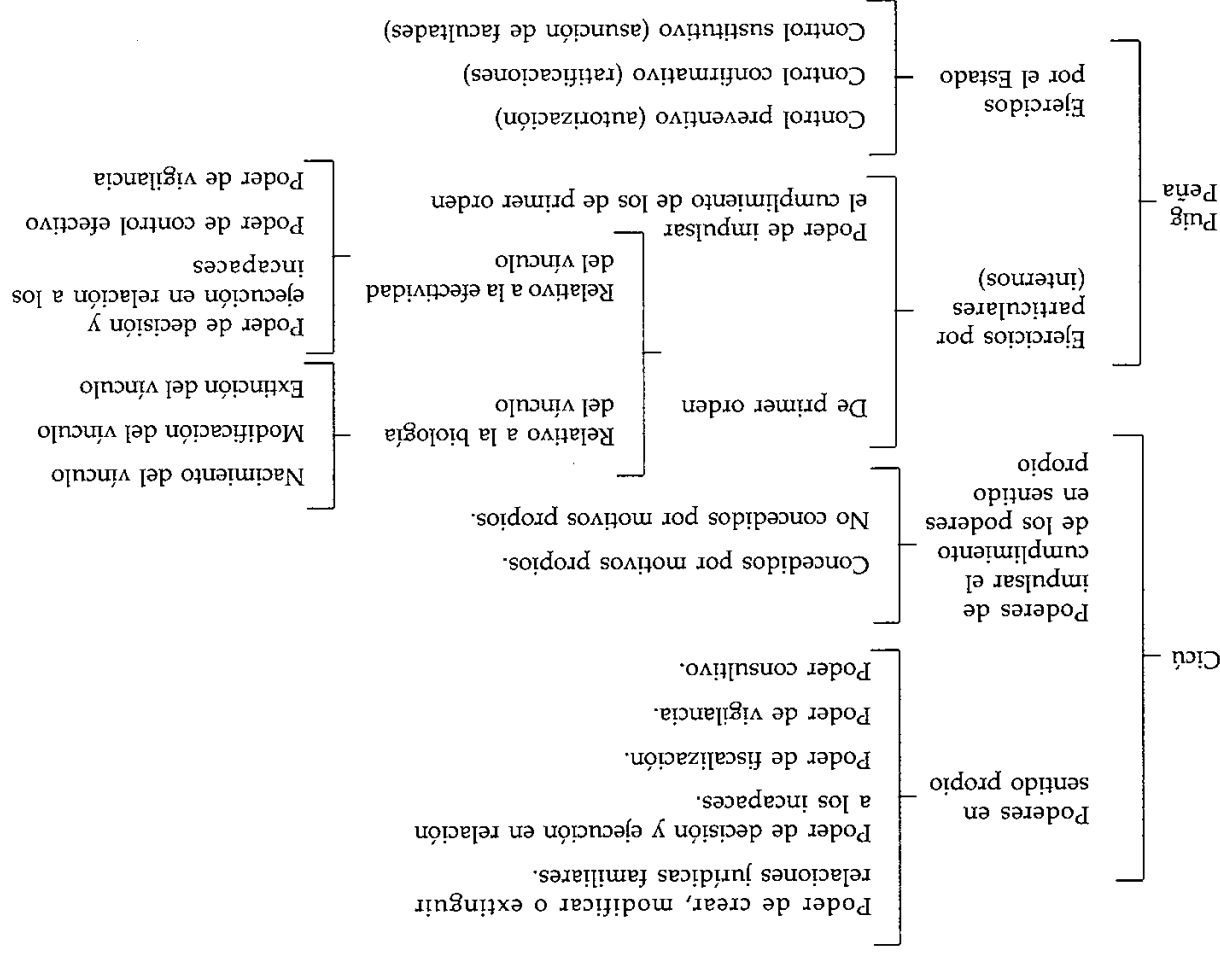 Cicú
Poderes en
sentido propio
Poder de crear, modificar o extinguir
relaciones jurídicas familiares.
Poder de decisión y ejecución en relación
a los incapaces.
Poder de fiscalización.
Poder de vigilancia.
Poder consultivo.
Poderes de
impulsar el
cumplimiento
de los poderes
en sentido
propio
Concedidos por motivos propios.
No concedidos por motivos propios.
Puig
Peña
Ejercicios por
particulares
(internos)
De primer orden
Relativo a la biología
del vínculo
Nacimiento del vínculo
Modificación del vínculo
Extinción del vínculo
Relativo a la efectividad
del vínculo
Poder de decisión y
ejecución en relación a los
incapaces
Poder de control efectivo
Poder de vigilancia
Poder de impulsar
el cumplimiento de los de primer orden
Ejercidos
por el Estado
Control preventivo (autorización)
Control confirmativo (ratificaciones)
Control sustitutivo (asunción de facultades)